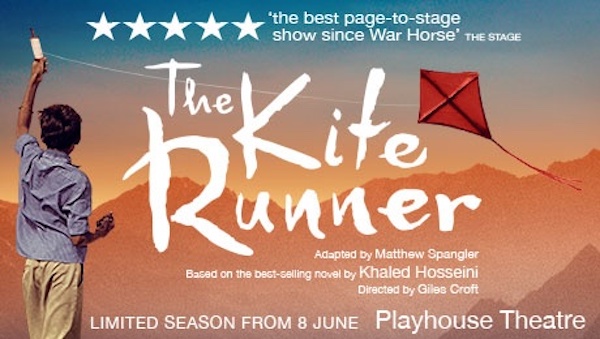 ★★★★★ 'the best page-to-stage
show since War Horse' THE STAGE
The Kite
Runner
Adapted by Matthew Spangler
Based on the best-selling novel by Khaled Hosseini
Directed by Giles Croft
LIMITED SEASON FROM 8 JUNE Playhouse Theatre